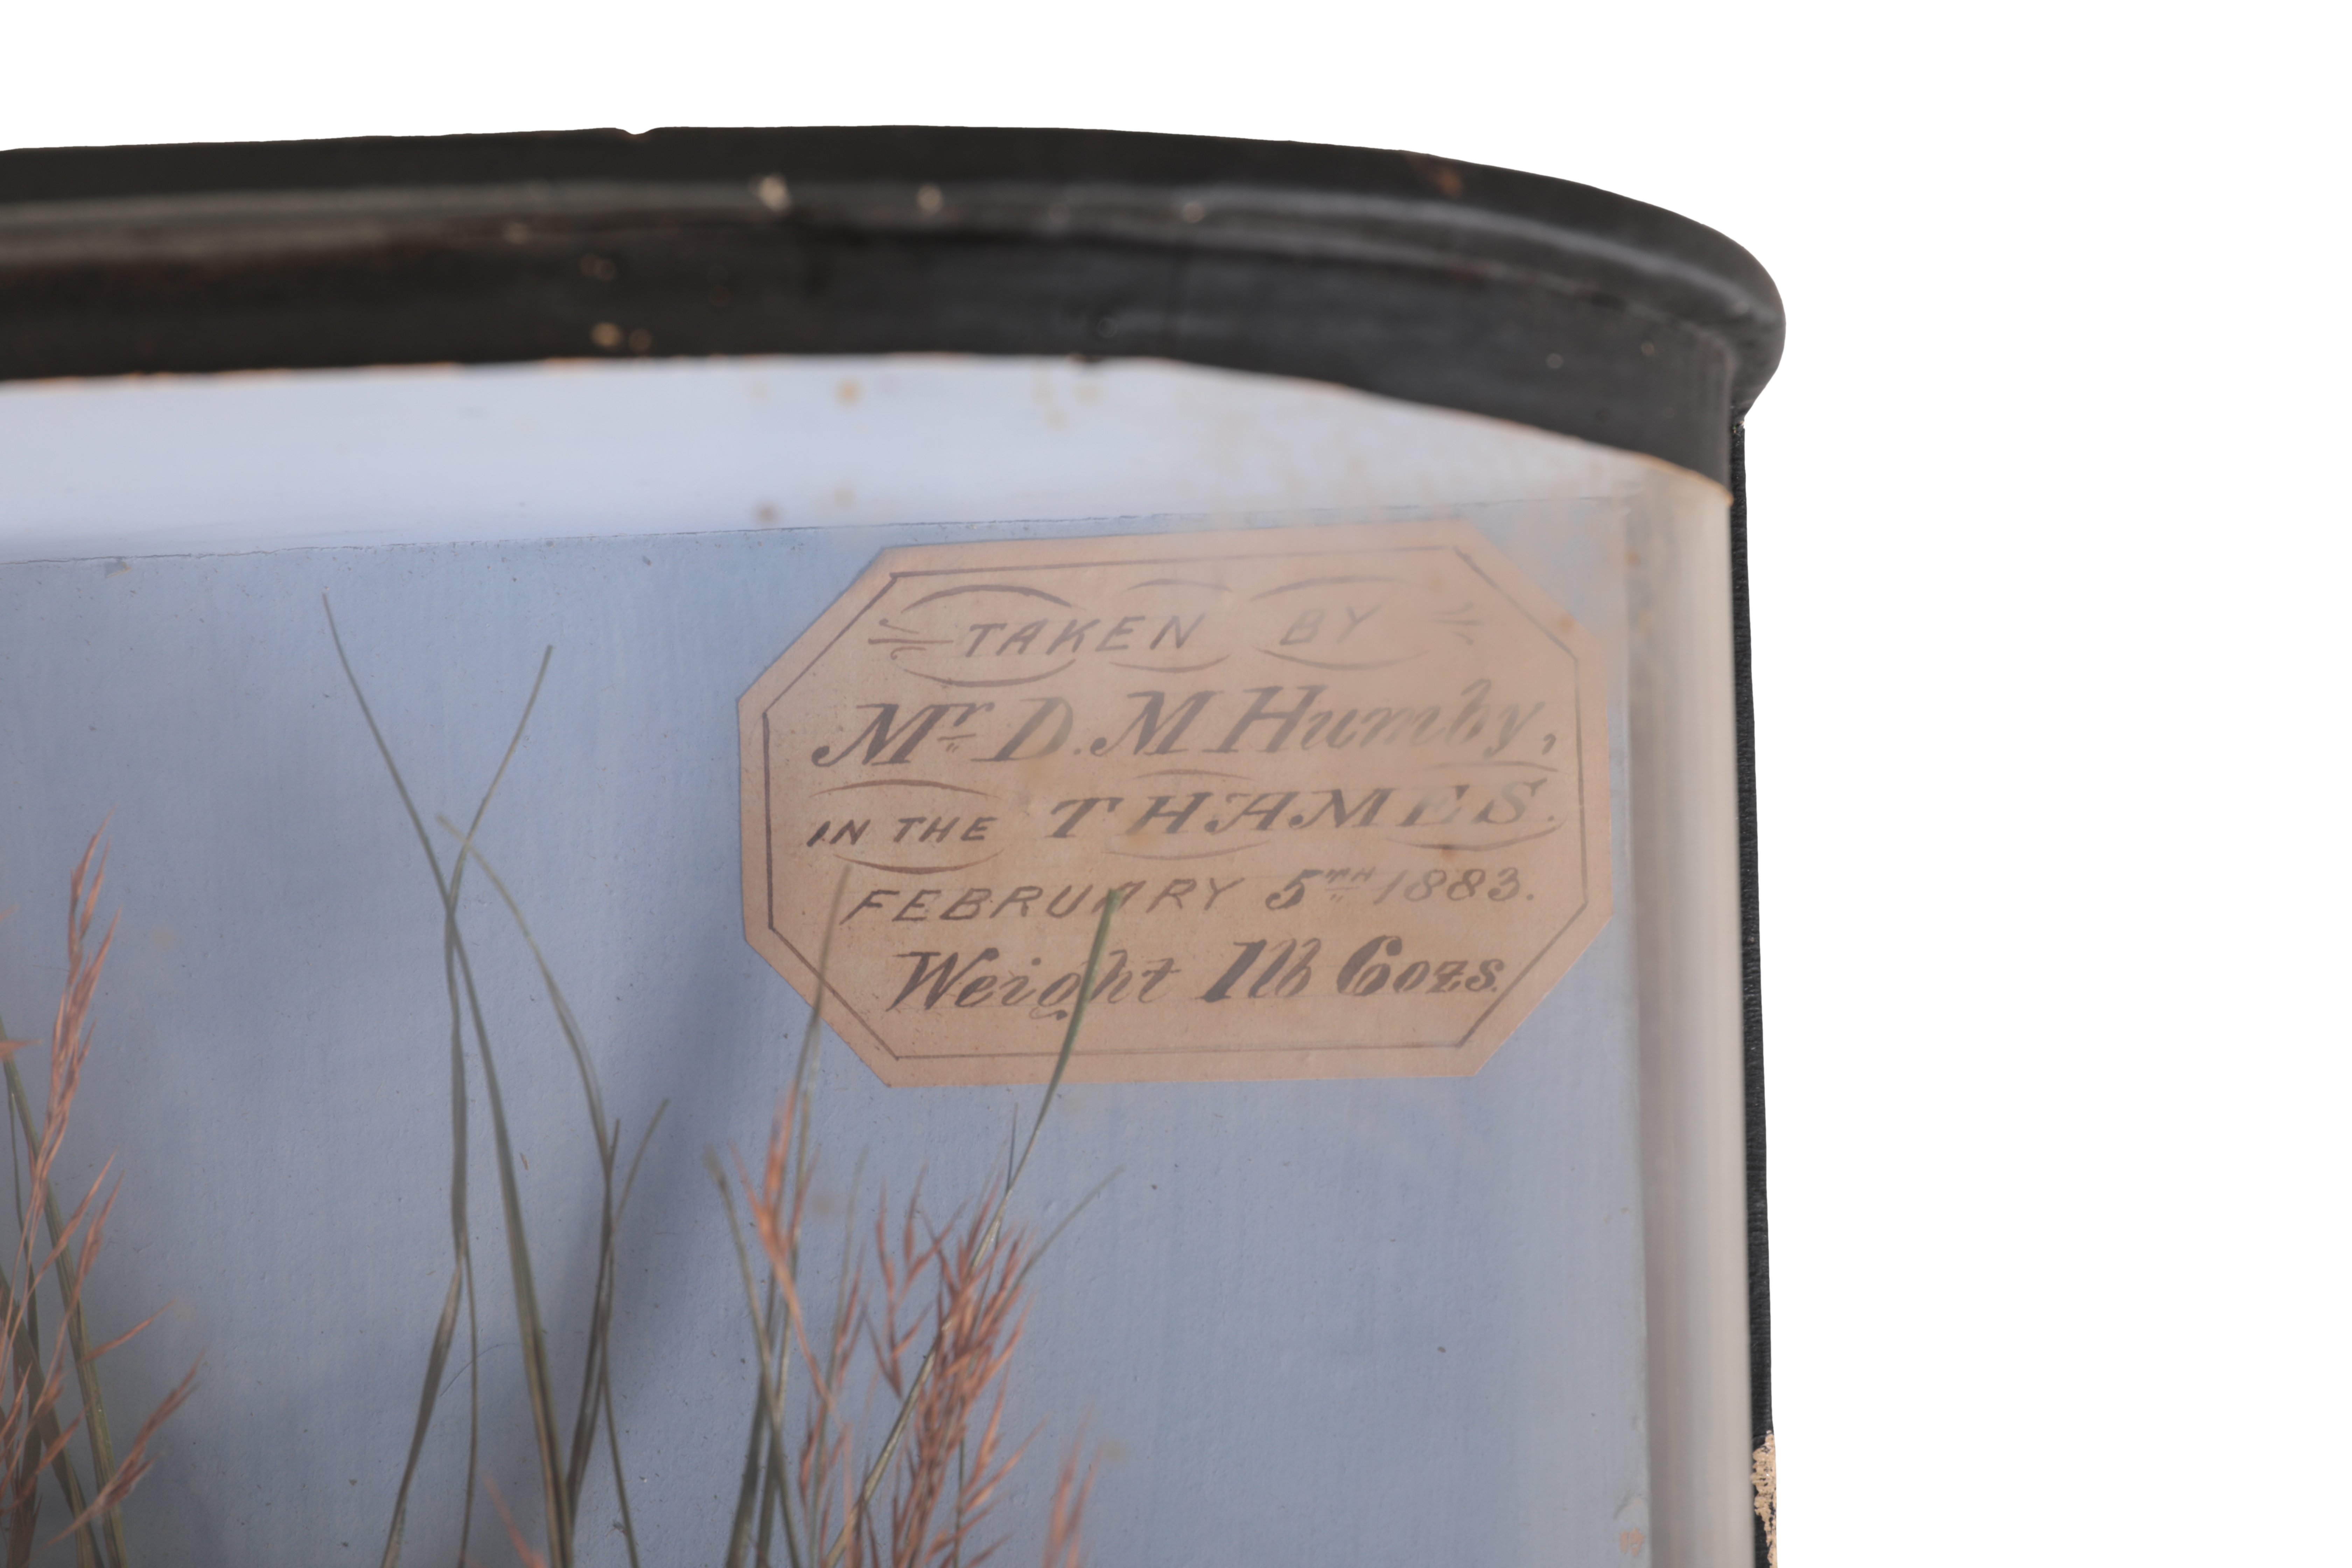 TAKEN BY
Mr D. M Humby,
IN THE THAMES.
FEBRUARY 5TH 1883.
Weight 1lb 6ozs.